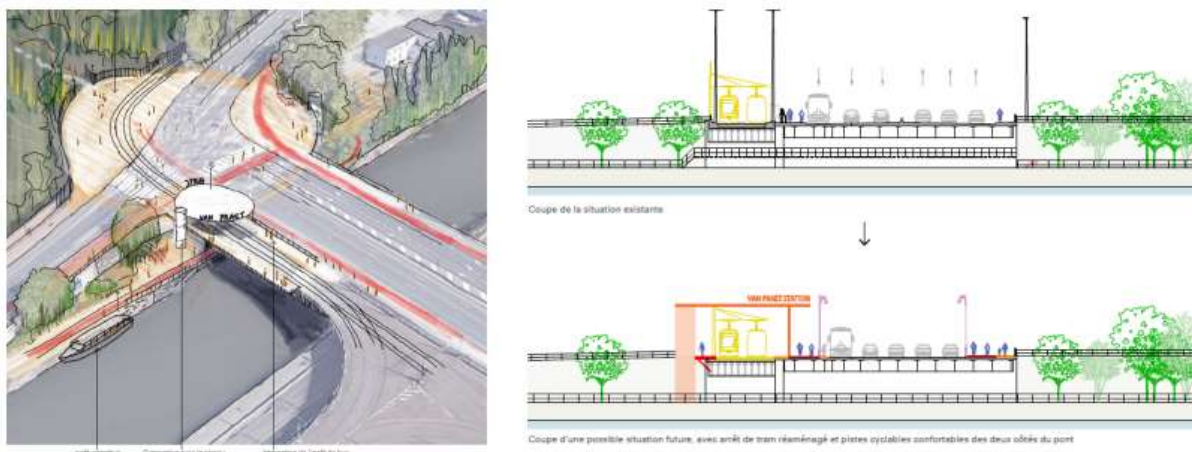 STIB
VAN PRAET
Coupe de la situation existante
VAN PRAET STATION
Coupe d'une possible situation future, avec arrêt de tram réaménagé et pistes cyclables confortables des deux côtés du pont